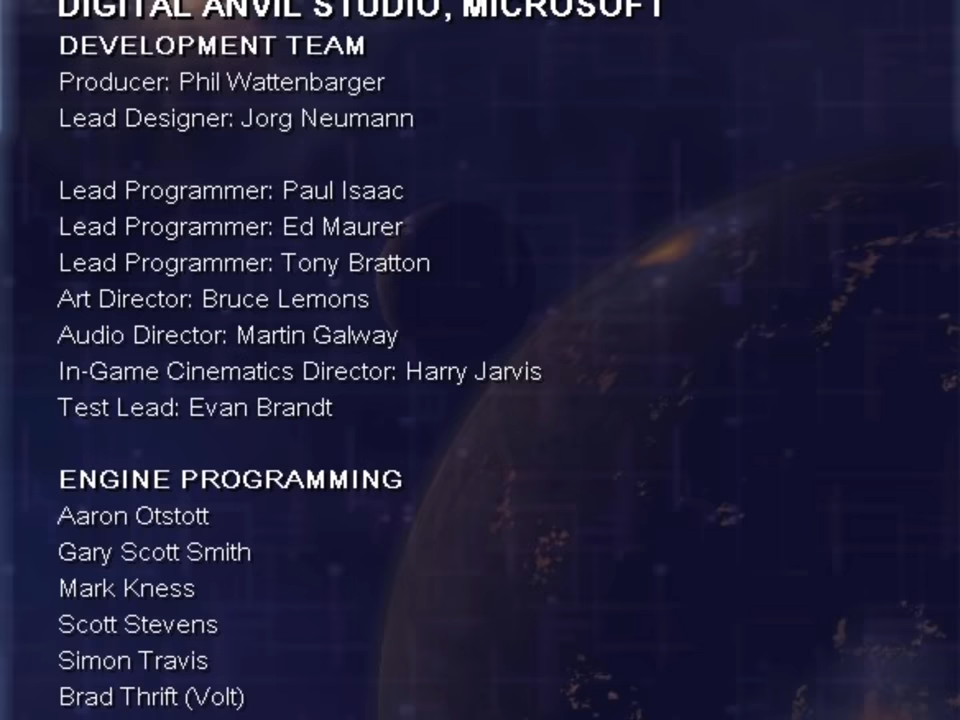 DIGITAL ANVIL STUDIO, MICROSOFT
DEVELOPMENT TEAM
Producer: Phil Wattenbarger
Lead Designer: Jorg Neumann
Lead Programmer: Paul Isaac
Lead Programmer: Ed Maurer
Lead Programmer: Tony Bratton
Art Director: Bruce Lemons
Audio Director: Martin Galway
In-Game Cinematics Director: Harry Jarvis
Test Lead: Evan Brandt
ENGINE PROGRAMMING
Aaron Otstott
Gary Scott Smith
Mark Kness
Scott Stevens
Simon Travis
Brad Thrift (Volt)